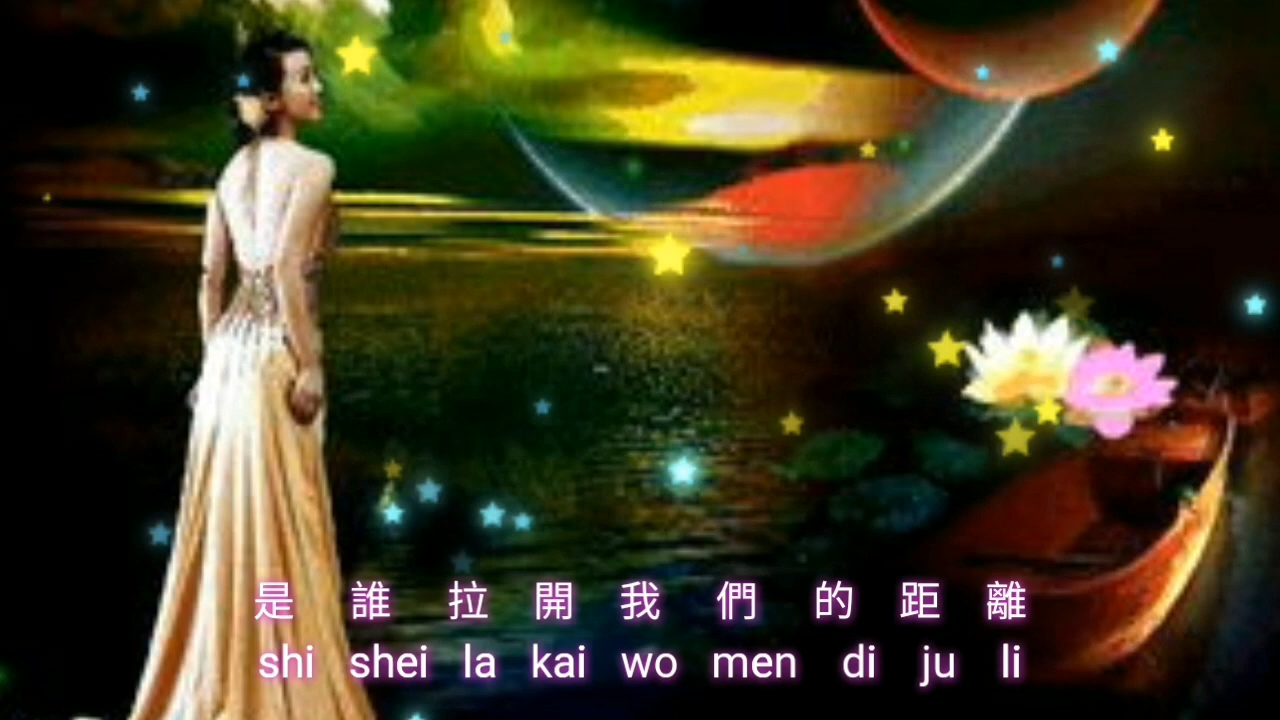 是 誰 拉 開 我 們 的 距 離
shi shei la kai wo men di ju li